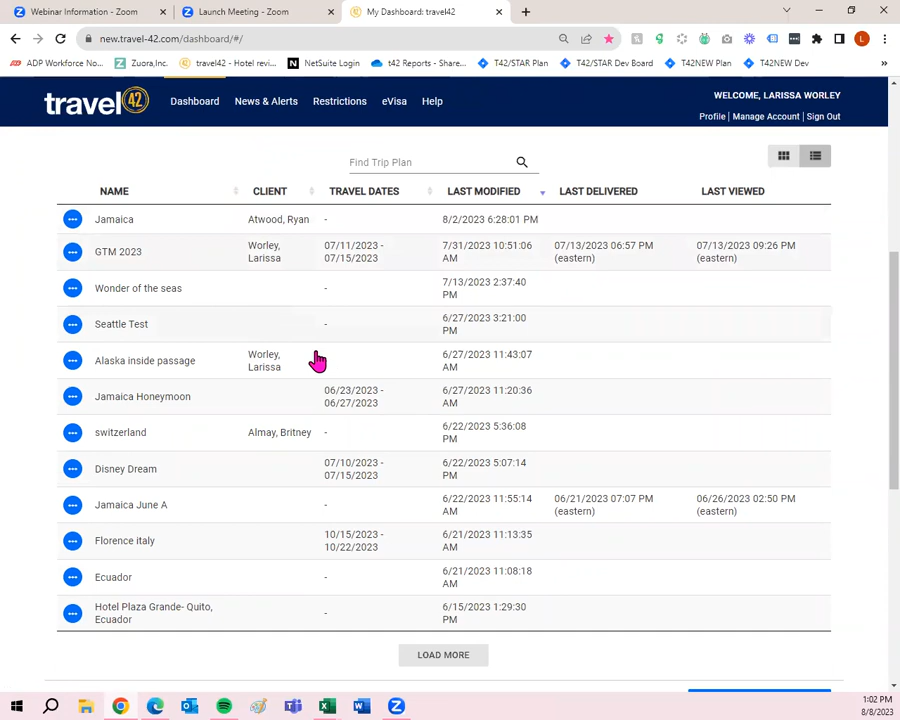 Webinar Information - Zoom
Launch Meeting - Zoom
My Dashboard: travel42
new.travel-42.com/dashboard/#/
L
ADP Workforce No...
Zuora,Inc.
travel42 - Hotel revi...
NetSuite Login
t42 Reports - Share...
T42/STAR Plan
T42/STAR Dev Board
T42NEW Plan
T42NEW Dev
travel 42
Dashboard News & Alerts Restrictions eVisa Help
WELCOME, LARISSA WORLEY
Profile | Manage Account | Sign Out
Find Trip Plan
NAME CLIENT TRAVEL DATES LAST MODIFIED LAST DELIVERED LAST VIEWED
Jamaica Atwood, Ryan - 8/2/2023 6:28:01 PM
GTM 2023 Worley, Larissa 07/11/2023 - 07/15/2023 7/31/2023 10:51:06 AM 07/13/2023 06:57 PM (eastern) 07/13/2023 09:26 PM (eastern)
Wonder of the seas - 7/13/2023 2:37:40 PM
Seattle Test - 6/27/2023 3:21:00 PM
Alaska inside passage Worley, Larissa 6/27/2023 11:43:07 AM
Jamaica Honeymoon 06/23/2023 - 06/27/2023 6/27/2023 11:20:36 AM
switzerland Almay, Britney - 6/22/2023 5:36:08 PM
Disney Dream 07/10/2023 - 07/15/2023 6/22/2023 5:07:14 PM
Jamaica June A - 6/22/2023 11:55:14 AM 06/21/2023 07:07 PM (eastern) 06/26/2023 02:50 PM (eastern)
Florence italy 10/15/2023 - 10/22/2023 6/21/2023 11:13:35 AM
Ecuador - 6/21/2023 11:08:18 AM
Hotel Plaza Grande- Quito, Ecuador - 6/15/2023 1:29:30 PM
LOAD MORE
1:02 PM
8/8/2023